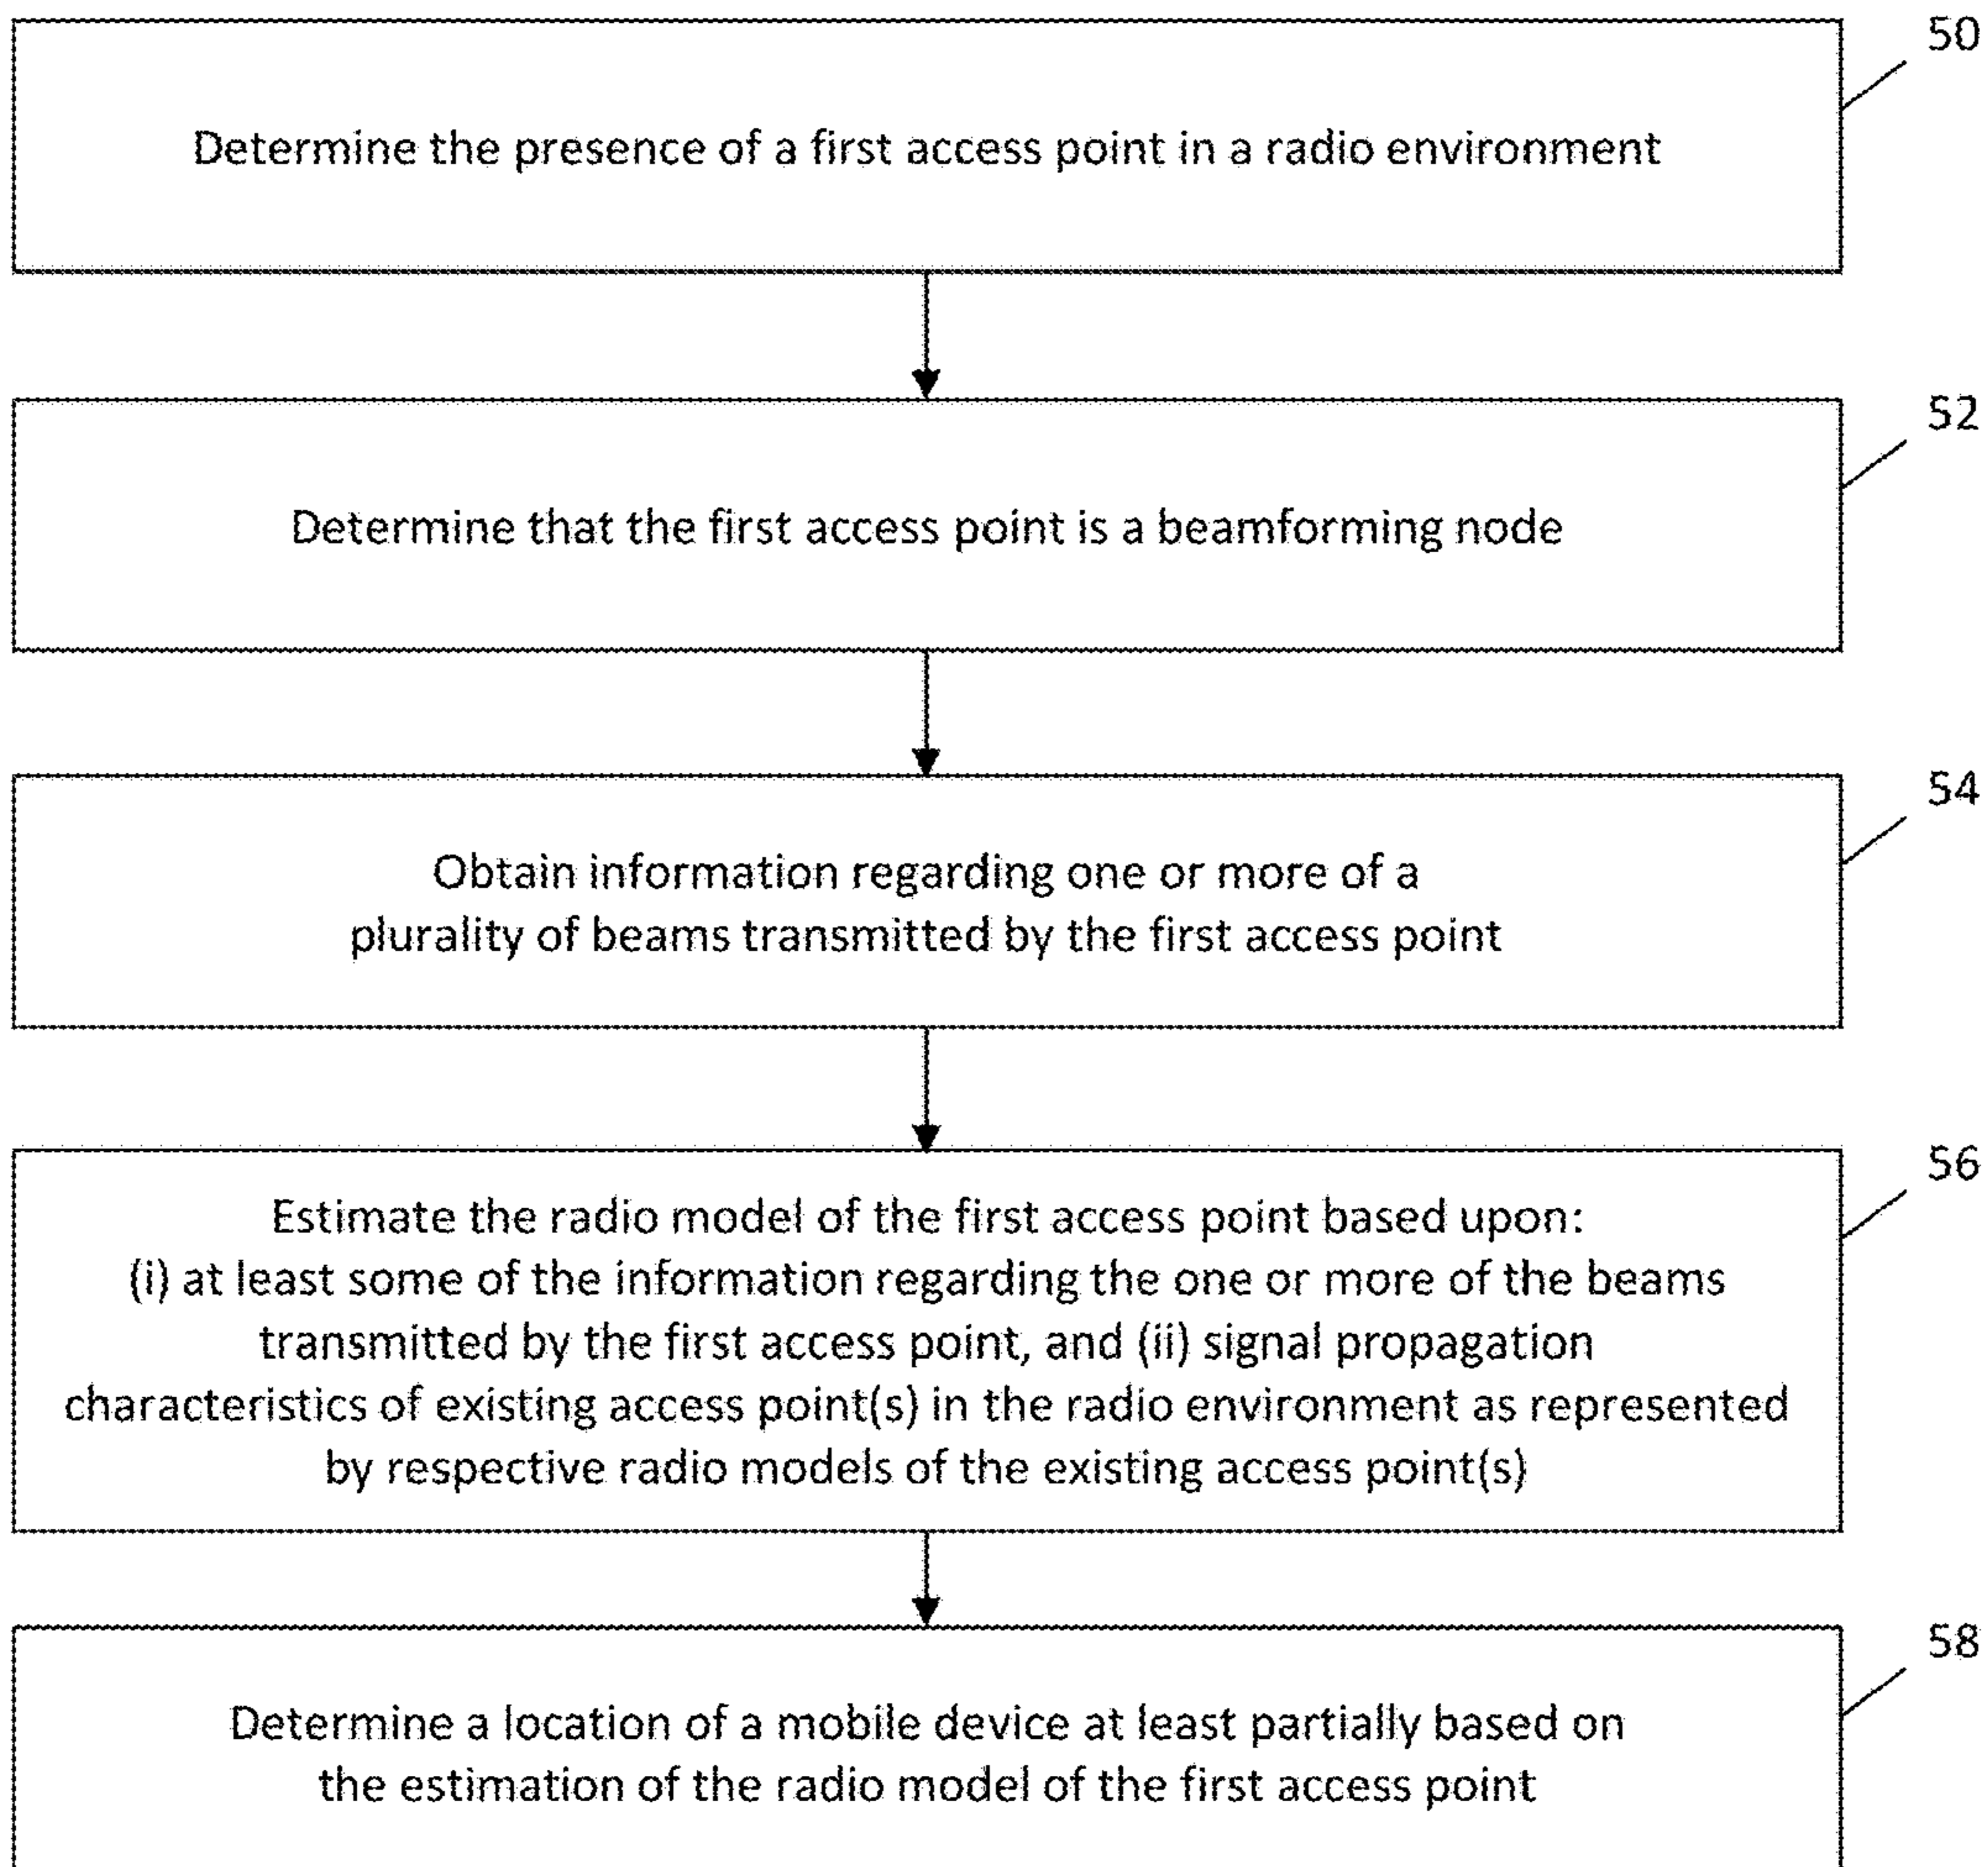 50
Determine the presence of a first access point in a radio environment
52
Determine that the first access point is a beamforming node
54
Obtain information regarding one or more of a
plurality of beams transmitted by the first access point
56
Estimate the radio model of the first access point based upon:
(i) at least some of the information regarding the one or more of the beams
transmitted by the first access point, and (ii) signal propagation
characteristics of existing access point(s) in the radio environment as represented
by respective radio models of the existing access point(s)
58
Determine a location of a mobile device at least partially based on
the estimation of the radio model of the first access point